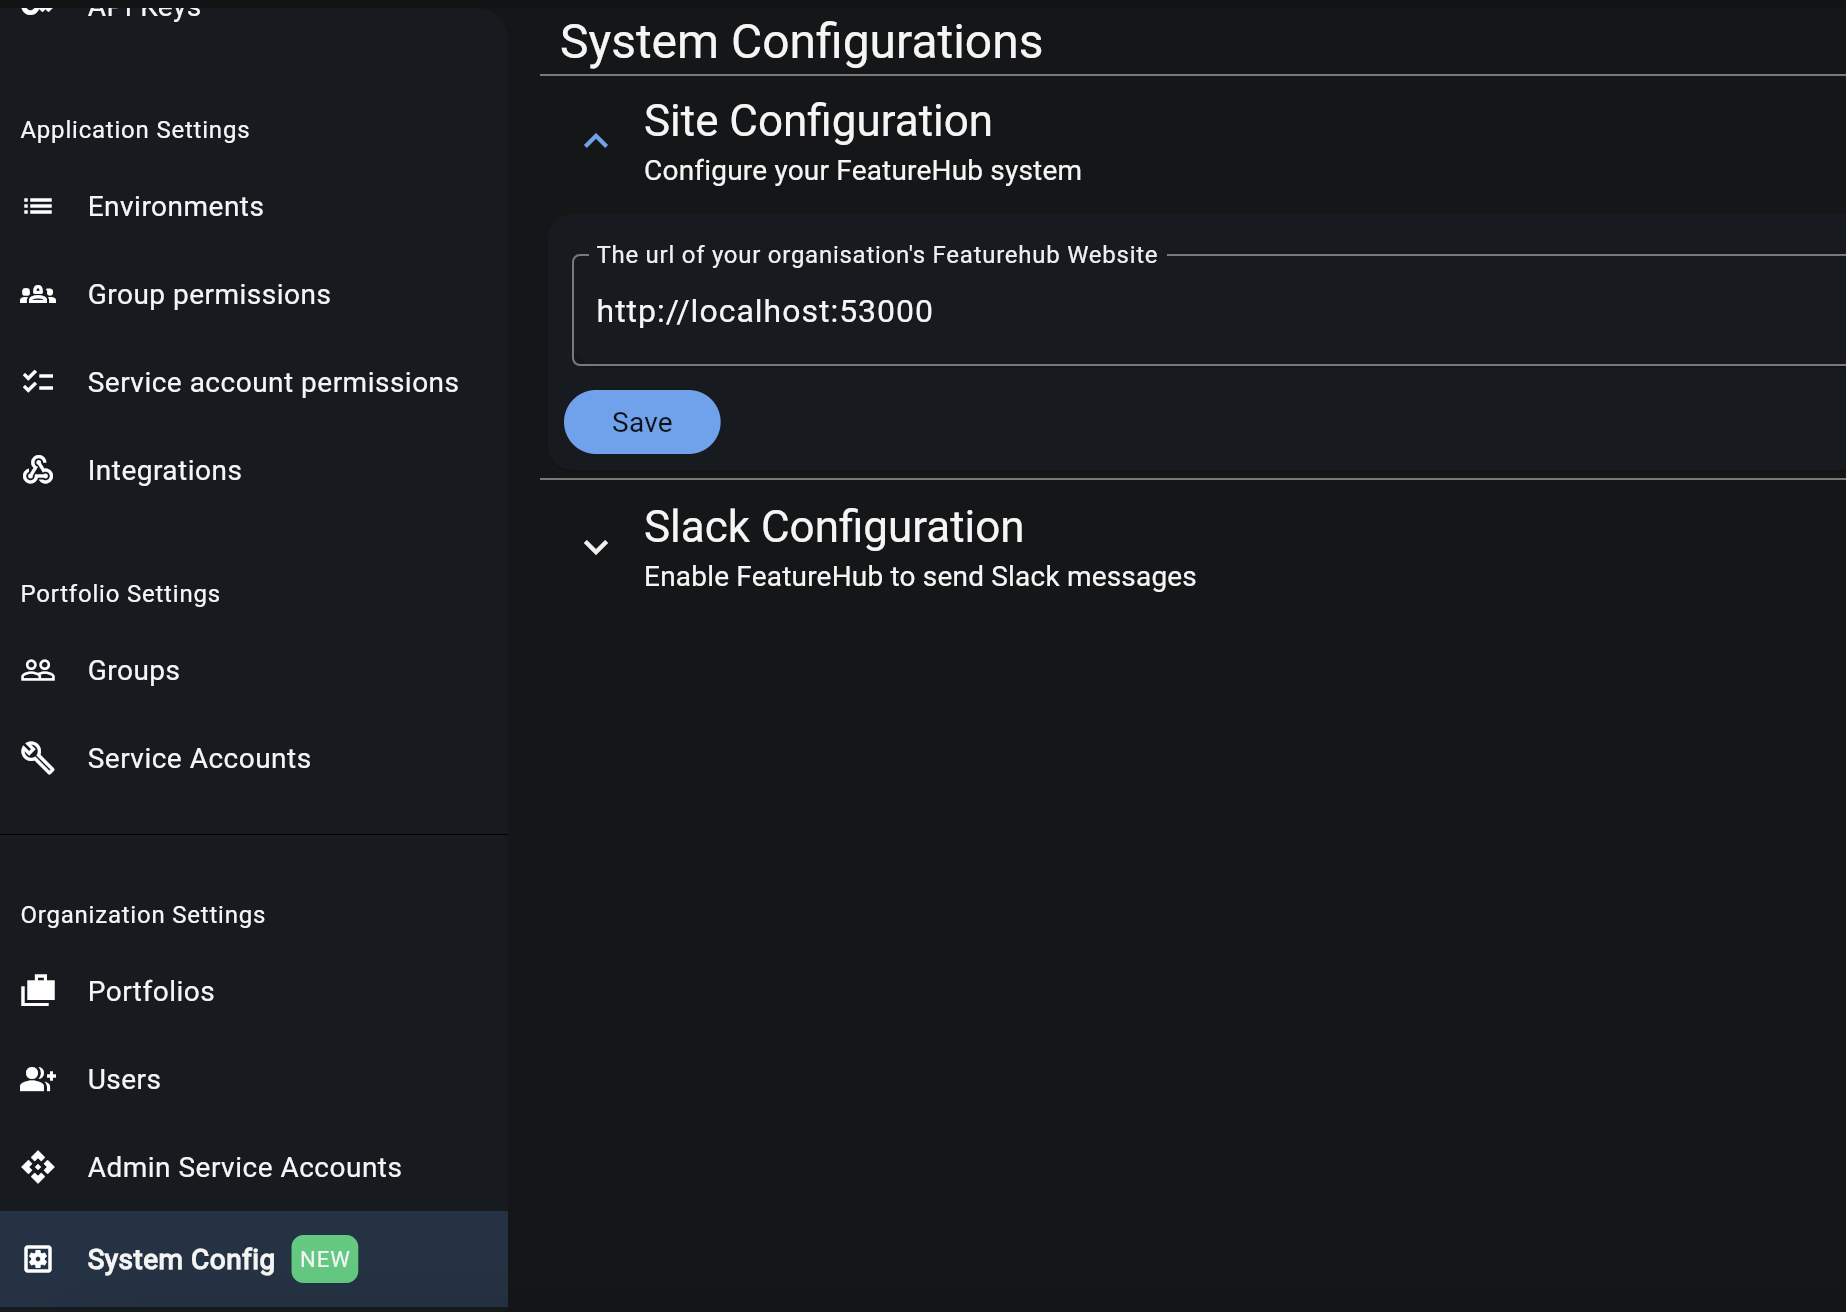 API Keys
Application Settings
Environments
Group permissions
Service account permissions
Integrations
Portfolio Settings
Groups
Service Accounts
Organization Settings
Portfolios
Users
Admin Service Accounts
System Config NEW
System Configurations
Site Configuration
Configure your FeatureHub system
The url of your organisation's Featurehub Website
http://localhost:53000
Save
Slack Configuration
Enable FeatureHub to send Slack messages